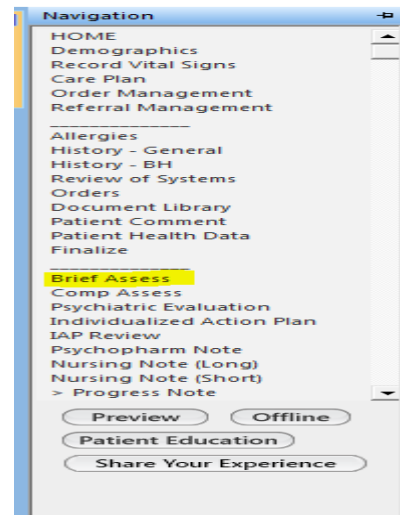 Navigation
HOME
Demographics
Record Vital Signs
Care Plan
Order Management
Referral Management
_______________
Allergies
History - General
History - BH
Review of Systems
Orders
Document Library
Patient Comment
Patient Health Data
Finalize
_______________
Brief Assess
Comp Assess
Psychiatric Evaluation
Individualized Action Plan
IAP Review
Psychopharm Note
Nursing Note (Long)
Nursing Note (Short)
> Progress Note
Preview Offline
Patient Education
Share Your Experience